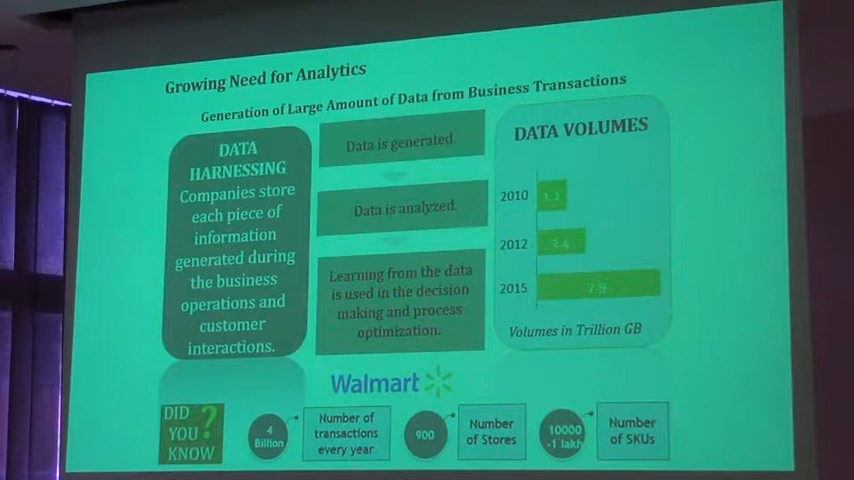 Growing Need for Analytics
Generation of Large Amount of Data from Business Transactions
DATA
HARNESSING
Companies store
each piece of
information
generated during
the business
operations and
customer
interactions.
Data is generated.
Data is analyzed.
Learning from the data
is used in the decision
making and process
optimization.
DATA VOLUMES
2010
1.2
2012
2.4
2015
7.9
Volumes in Trillion GB
Walmart
DID
YOU
KNOW
?
4
Billion
Number of
transactions
every year
900
Number
of Stores
10000
-1 lakh
Number
of SKUs